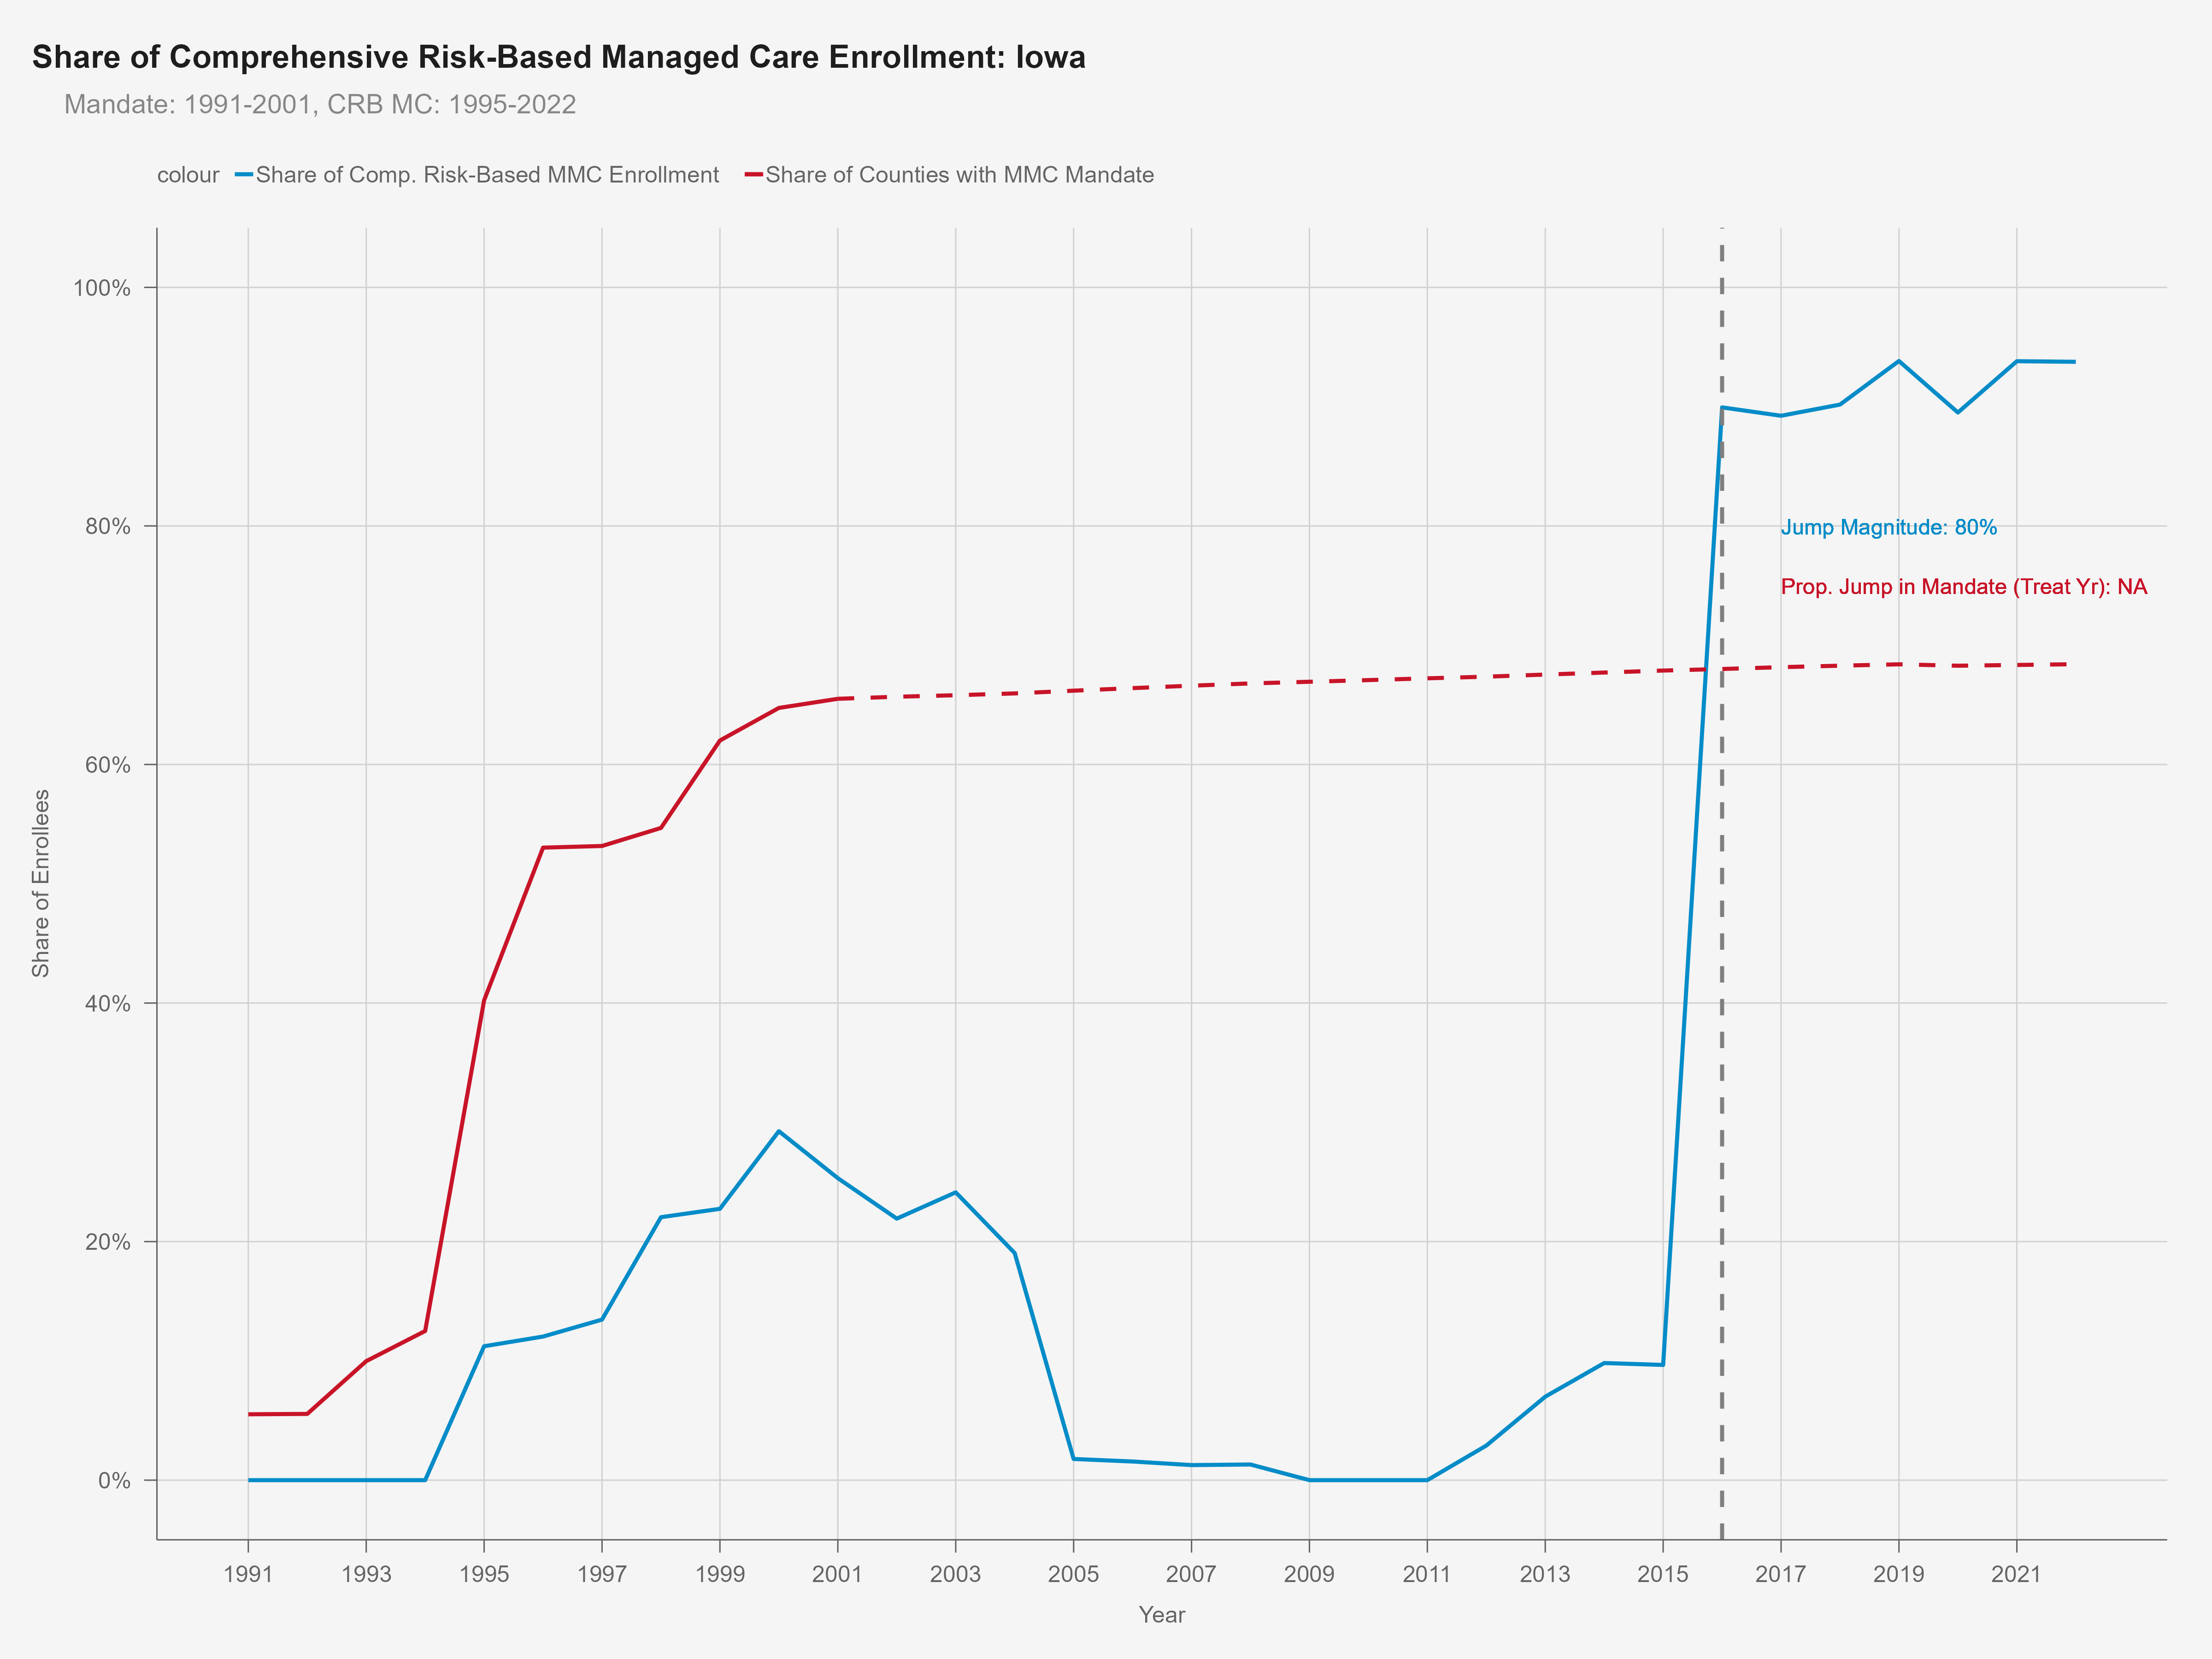 Share of Comprehensive Risk-Based Managed Care Enrollment: Iowa
Mandate: 1991-2001, CRB MC: 1995-2022
colour Share of Comp. Risk-Based MMC Enrollment Share of Counties with MMC Mandate
100%
80%
60%
40%
20%
0%
Share of Enrollees
Jump Magnitude: 80%
Prop. Jump in Mandate (Treat Yr): NA
1991 1993 1995 1997 1999 2001 2003 2005 2007 2009 2011 2013 2015 2017 2019 2021
Year